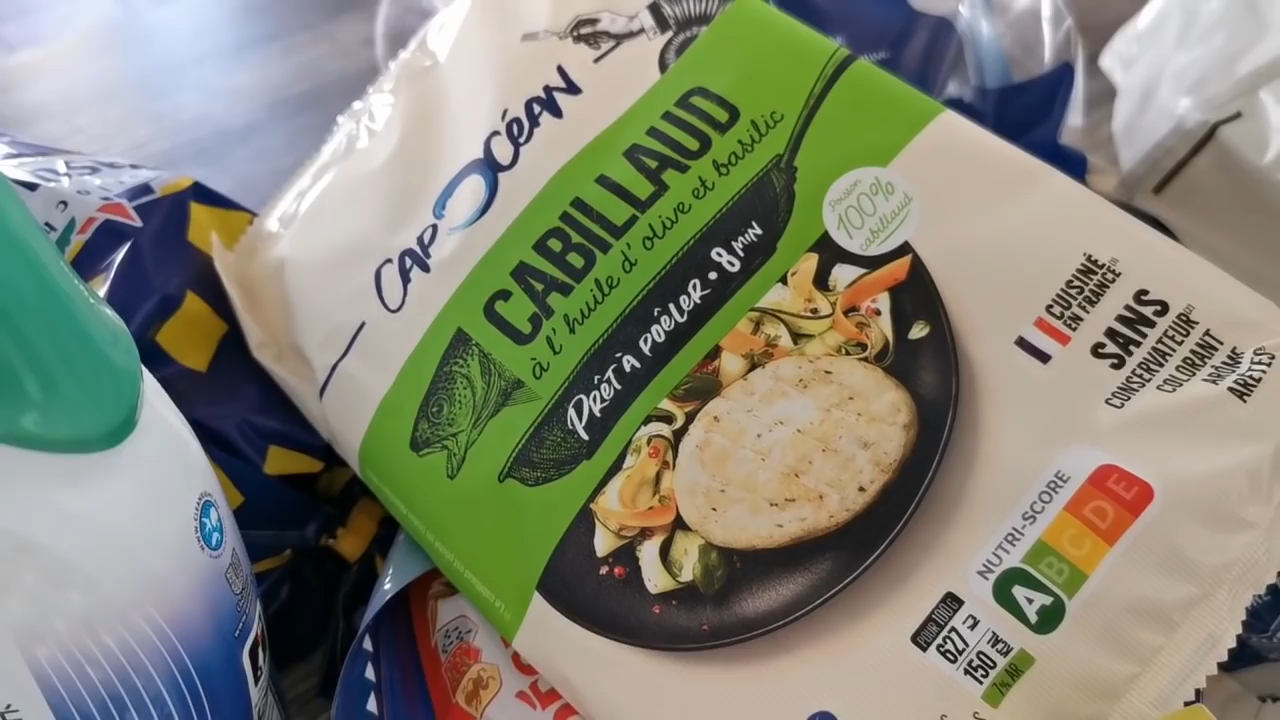 CAP OCÉAN
CABILLAUD
à l'huile d'olive et basilic
PRÊT À POÊLER • 8 MIN
Poisson
100%
cabillaud
CUISINÉ
EN FRANCE(1)
SANS
CONSERVATEUR
COLORANT
ARÔME
ARÊTES
NUTRI-SCORE
A B C D E
POUR 100 G
627 kJ
150 kcal
7% AR